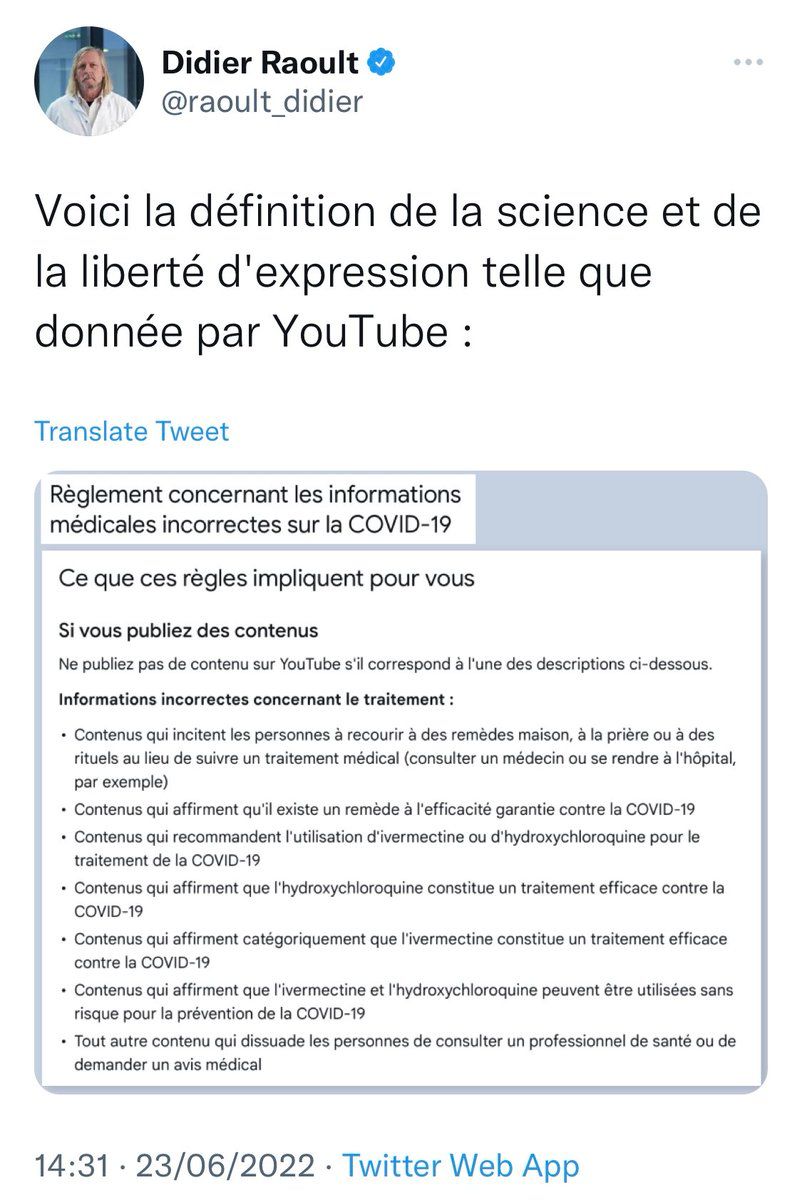 Didier Raoult
@raoult_didier
Voici la définition de la science et de
la liberté d'expression telle que
donnée par YouTube :
Translate Tweet
Règlement concernant les informations
médicales incorrectes sur la COVID-19
Ce que ces règles impliquent pour vous
Si vous publiez des contenus
Ne publiez pas de contenu sur YouTube s'il correspond à l'une des descriptions ci-dessous.
Informations incorrectes concernant le traitement :
• Contenus qui incitent les personnes à recourir à des remèdes maison, à la prière ou à des
rituels au lieu de suivre un traitement médical (consulter un médecin ou se rendre à l'hôpital,
par exemple)
• Contenus qui affirment qu'il existe un remède à l'efficacité garantie contre la COVID-19
• Contenus qui recommandent l'utilisation d'ivermectine ou d'hydroxychloroquine pour le
traitement de la COVID-19
• Contenus qui affirment que l'hydroxychloroquine constitue un traitement efficace contre la
COVID-19
• Contenus qui affirment catégoriquement que l'ivermectine constitue un traitement efficace
contre la COVID-19
• Contenus qui affirment que l'ivermectine et l'hydroxychloroquine peuvent être utilisées sans
risque pour la prévention de la COVID-19
• Tout autre contenu qui dissuade les personnes de consulter un professionnel de santé ou de
demander un avis médical
14:31 · 23/06/2022 · Twitter Web App